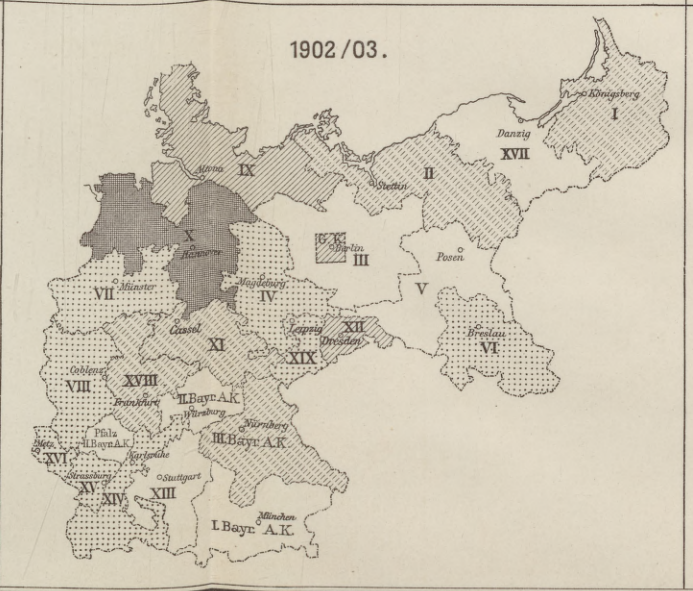 1902/03.
Königsberg
I
Danzig
XVII
Altona
IX
II
Stettin
X
Hannover
G. K.
Berlin
III
Posen
V
VII
Münster
Magdeburg
IV
Cassel
Leipzig
XII
Dresden
Breslau
VI
XI
XIX
Coblenz
VIII
XVIII
Frankfurt
II.Bayr.A.K.
Würzburg
Nürnberg
III.Bayr.A.K.
Metz
XVI
Pfalz
II.Bayr.A.K.
Karlsruhe
Strassburg
XV
XIV
Stuttgart
XIII
München
I.Bayr. A.K.